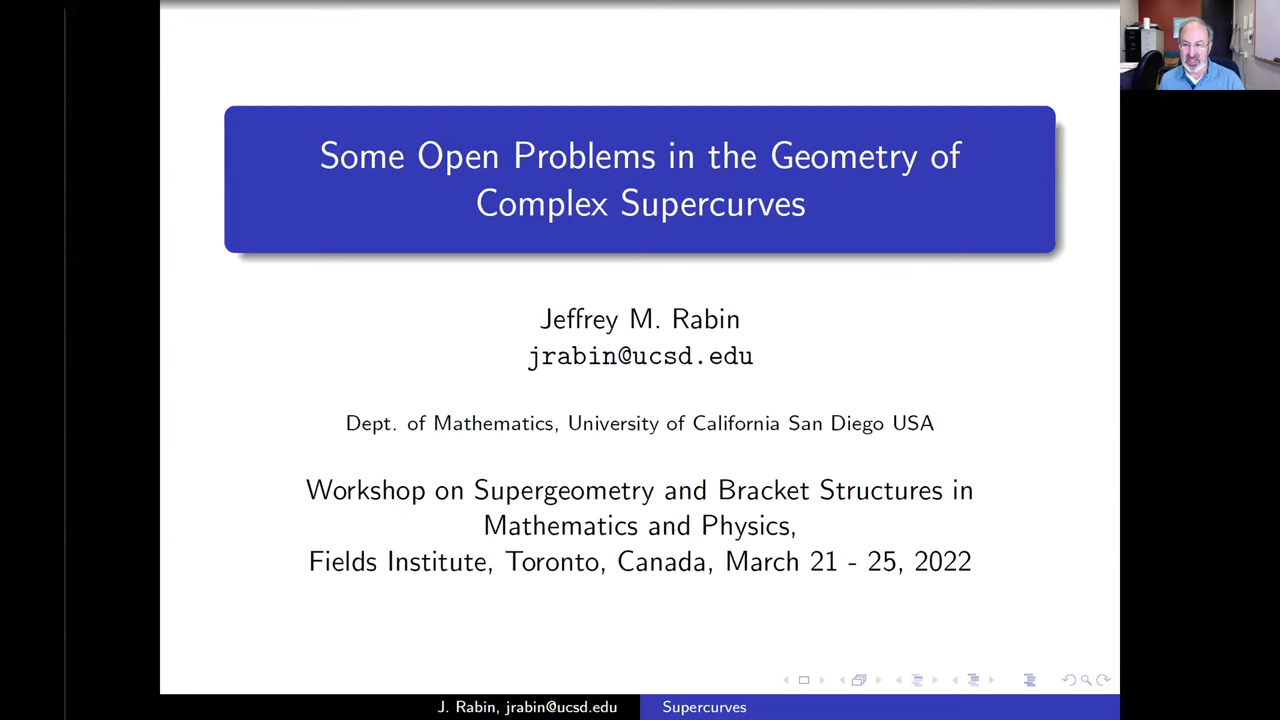 Some Open Problems in the Geometry of
Complex Supercurves
Jeffrey M. Rabin
jrabin@ucsd.edu
Dept. of Mathematics, University of California San Diego USA
Workshop on Supergeometry and Bracket Structures in
Mathematics and Physics,
Fields Institute, Toronto, Canada, March 21 - 25, 2022
J. Rabin, jrabin@ucsd.edu
Supercurves